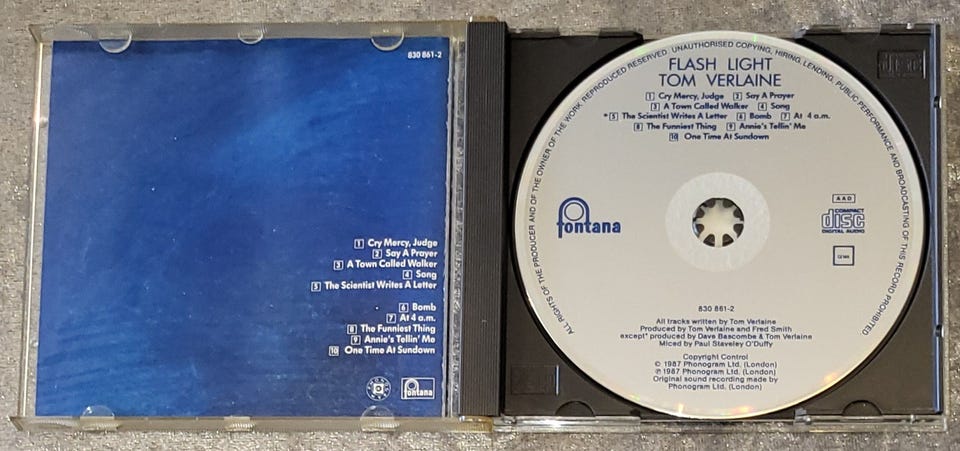 830 861-2
1 Cry Mercy, Judge
2 Say A Prayer
3 A Town Called Walker
4 Song
5 The Scientist Writes A Letter
6 Bomb
7 At 4 a.m.
8 The Funniest Thing
9 Annie's Tellin' Me
10 One Time At Sundown
fontana
ALL RIGHTS OF THE PRODUCER AND OF THE OWNER OF THE WORK REPRODUCED RESERVED. UNAUTHORISED COPYING, HIRING, LENDING, PUBLIC PERFORMANCE AND BROADCASTING OF THIS RECORD PROHIBITED
FLASH LIGHT
TOM VERLAINE
1 Cry Mercy, Judge 2 Say A Prayer
3 A Town Called Walker 4 Song
*5 The Scientist Writes A Letter 6 Bomb 7 At 4 a.m.
8 The Funniest Thing 9 Annie's Tellin' Me
10 One Time At Sundown
fontana
AAD
COMPACT
disc
DIGITAL AUDIO
GEMA
830 861-2
All tracks written by Tom Verlaine
Produced by Tom Verlaine and Fred Smith
except* produced by Dave Bascombe & Tom Verlaine
Miced by Paul Staveley O'Duffy
Copyright Control
© 1987 Phonogram Ltd. (London)
℗ 1987 Phonogram Ltd. (London)
Original sound recording made by
Phonogram Ltd. (London)